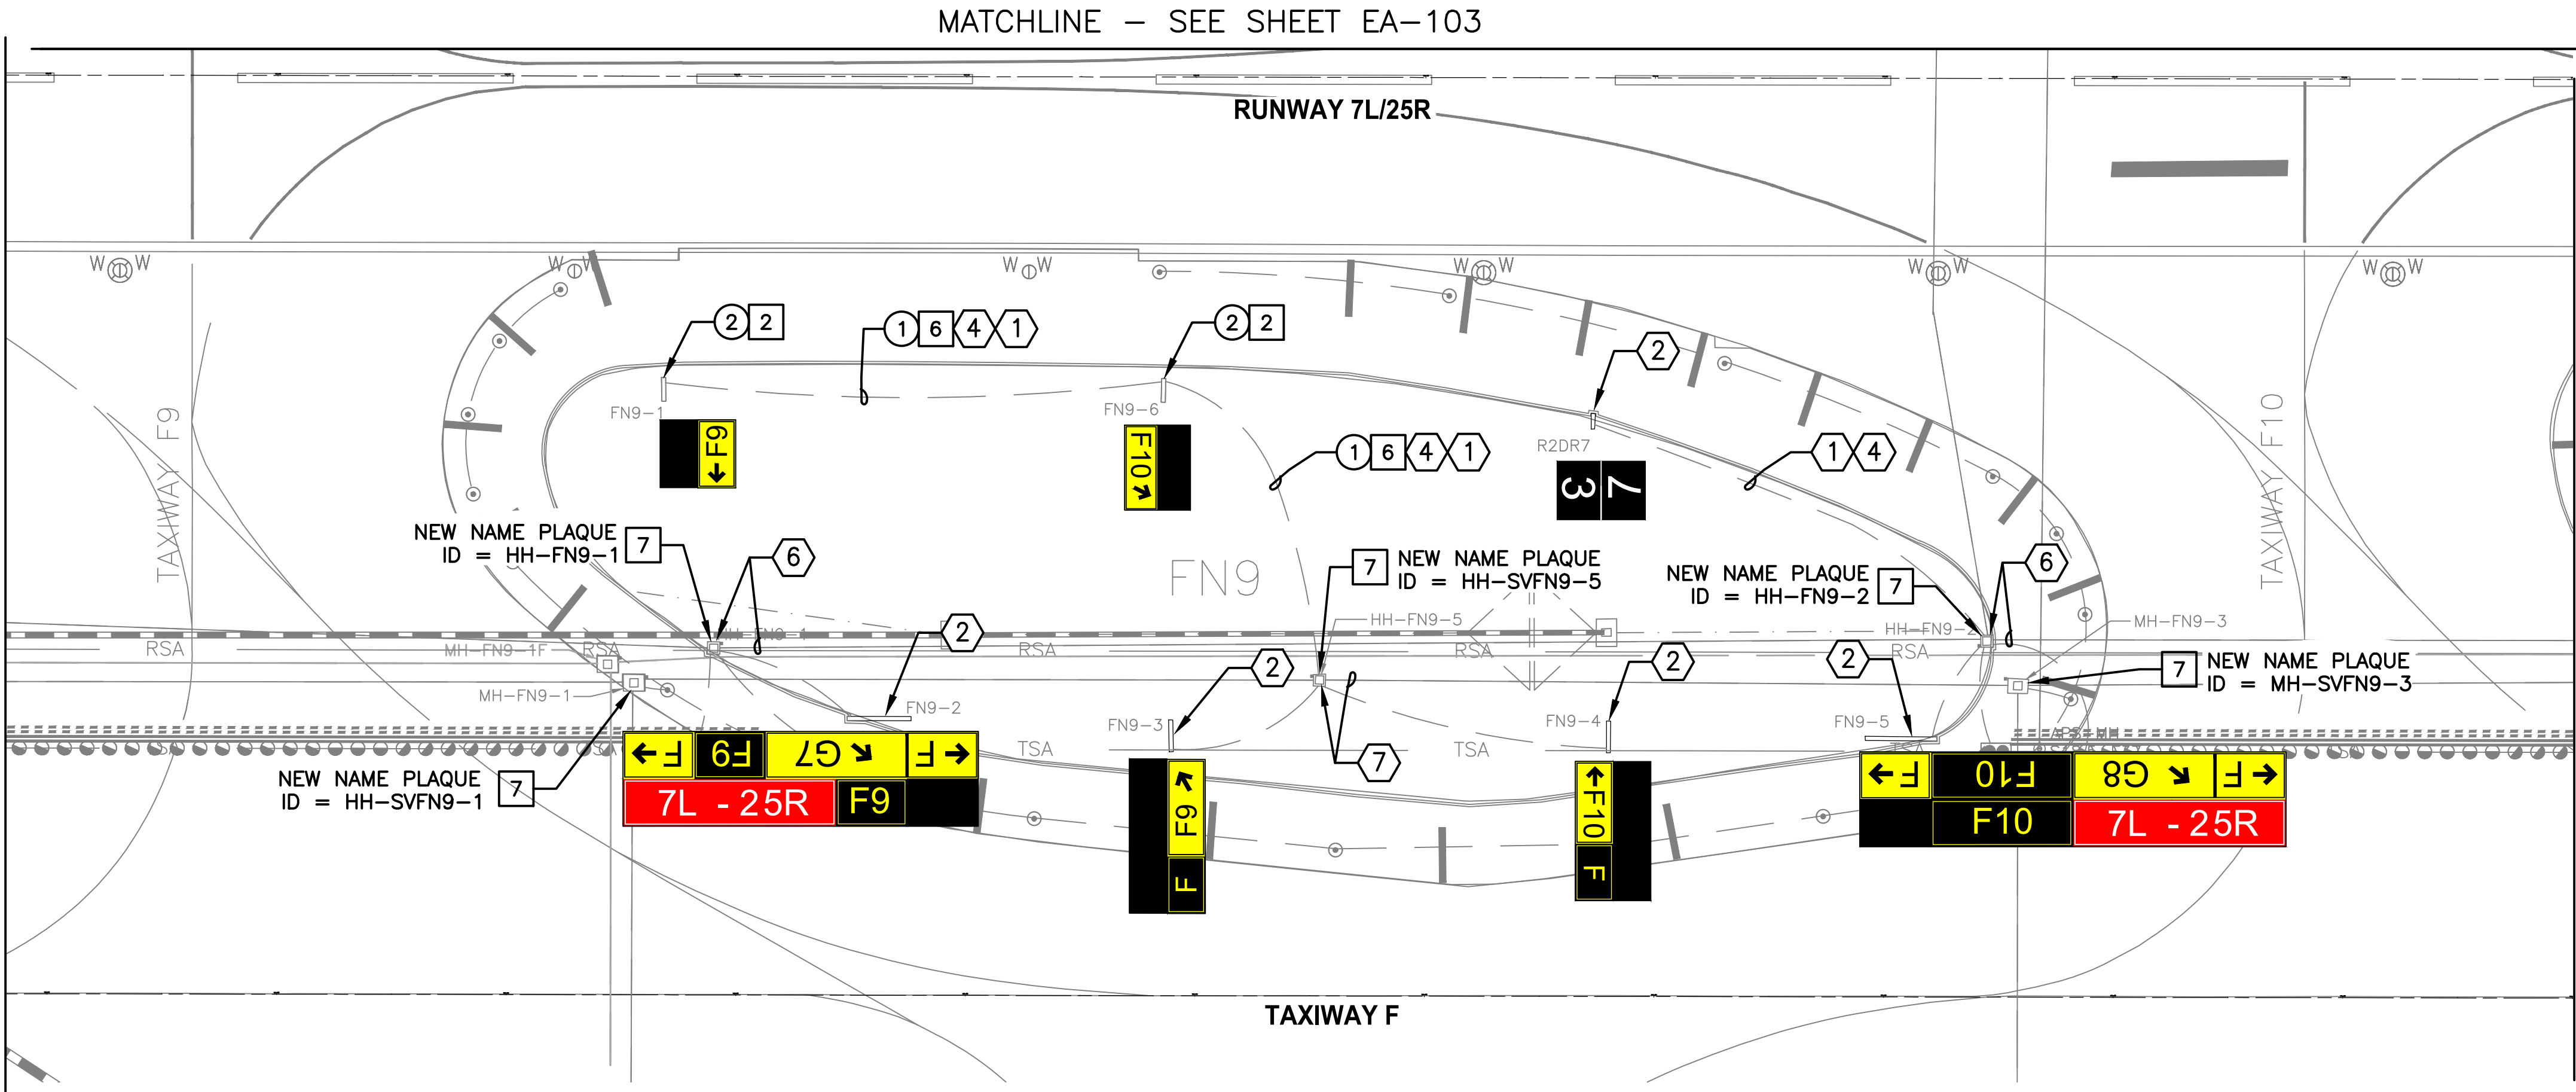 MATCHLINE – SEE SHEET EA–103
RUNWAY 7L/25R
W W
W W
W W
W W
W W
W W
2 2
1 6 4 1
2 2
2
FN9-1
FN9-6
R2DR7
←F9
F10↘
1 6 4 1
1 4
7
3
TAXIWAY F9
TAXIWAY F10
NEW NAME PLAQUE
ID = HH-FN9-1
7
6
FN9
7
NEW NAME PLAQUE
ID = HH-SVFN9-5
NEW NAME PLAQUE
ID = HH-FN9-2
7
6
HH-FN9-5
HH-FN9-2
MH-FN9-3
2
RSA
MH-FN9-1F
RSA
RSA
RSA
RSA
MH-FN9-1
2
2
2
7
NEW NAME PLAQUE
ID = MH-SVFN9-3
FN9-2
FN9-3
FN9-4
FN9-5
TSA
TSA
TSA
7
NEW NAME PLAQUE
ID = HH-SVFN9-1
7
← F G7 ↘ F9 F →
7L - 25R F9
F F9 ↖
←F10 F
← F G8 ↘ F10 F →
F10 7L - 25R
TAXIWAY F